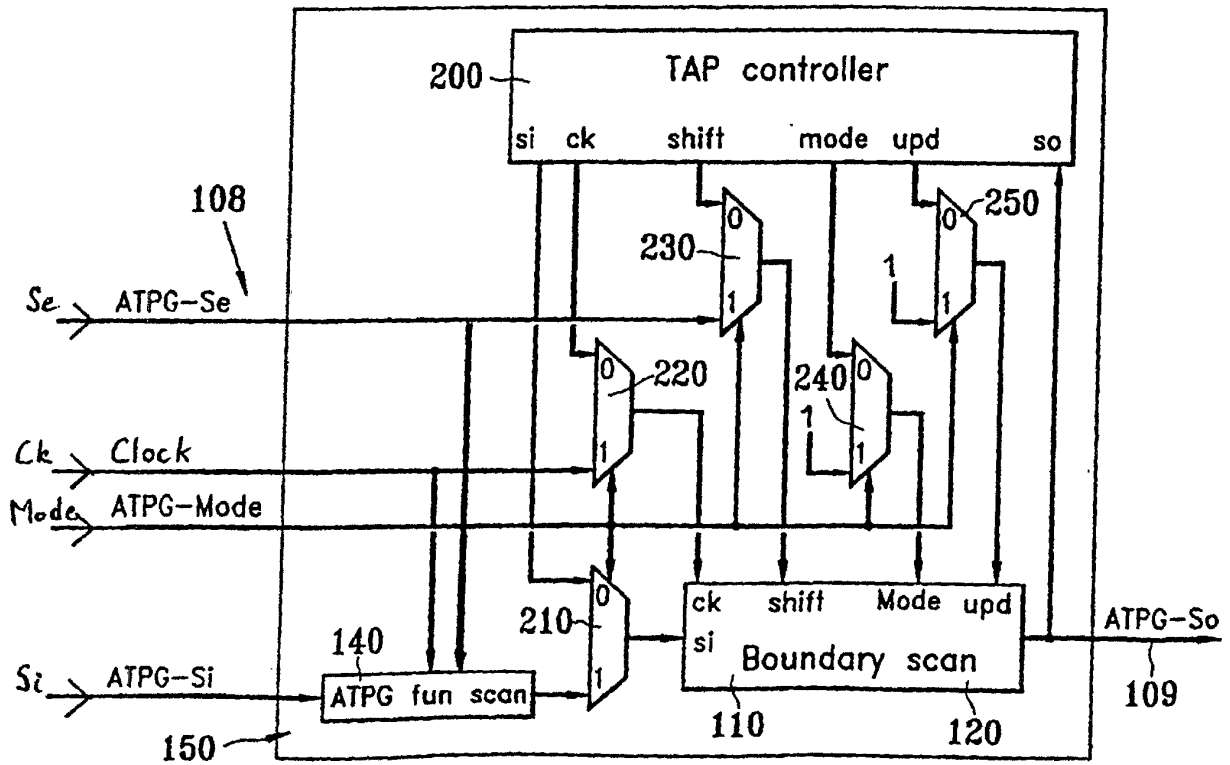 TAP controller
200
si ck shift mode upd so
108
0
230
1
0
250
1
1
Se ATPG-Se
0
220
1
240
1
0
1
Ck Clock
Mode ATPG-Mode
0
210
1
ck shift Mode upd
si
Boundary scan
ATPG-So
109
140
Si ATPG-Si
ATPG fun scan
110
120
150